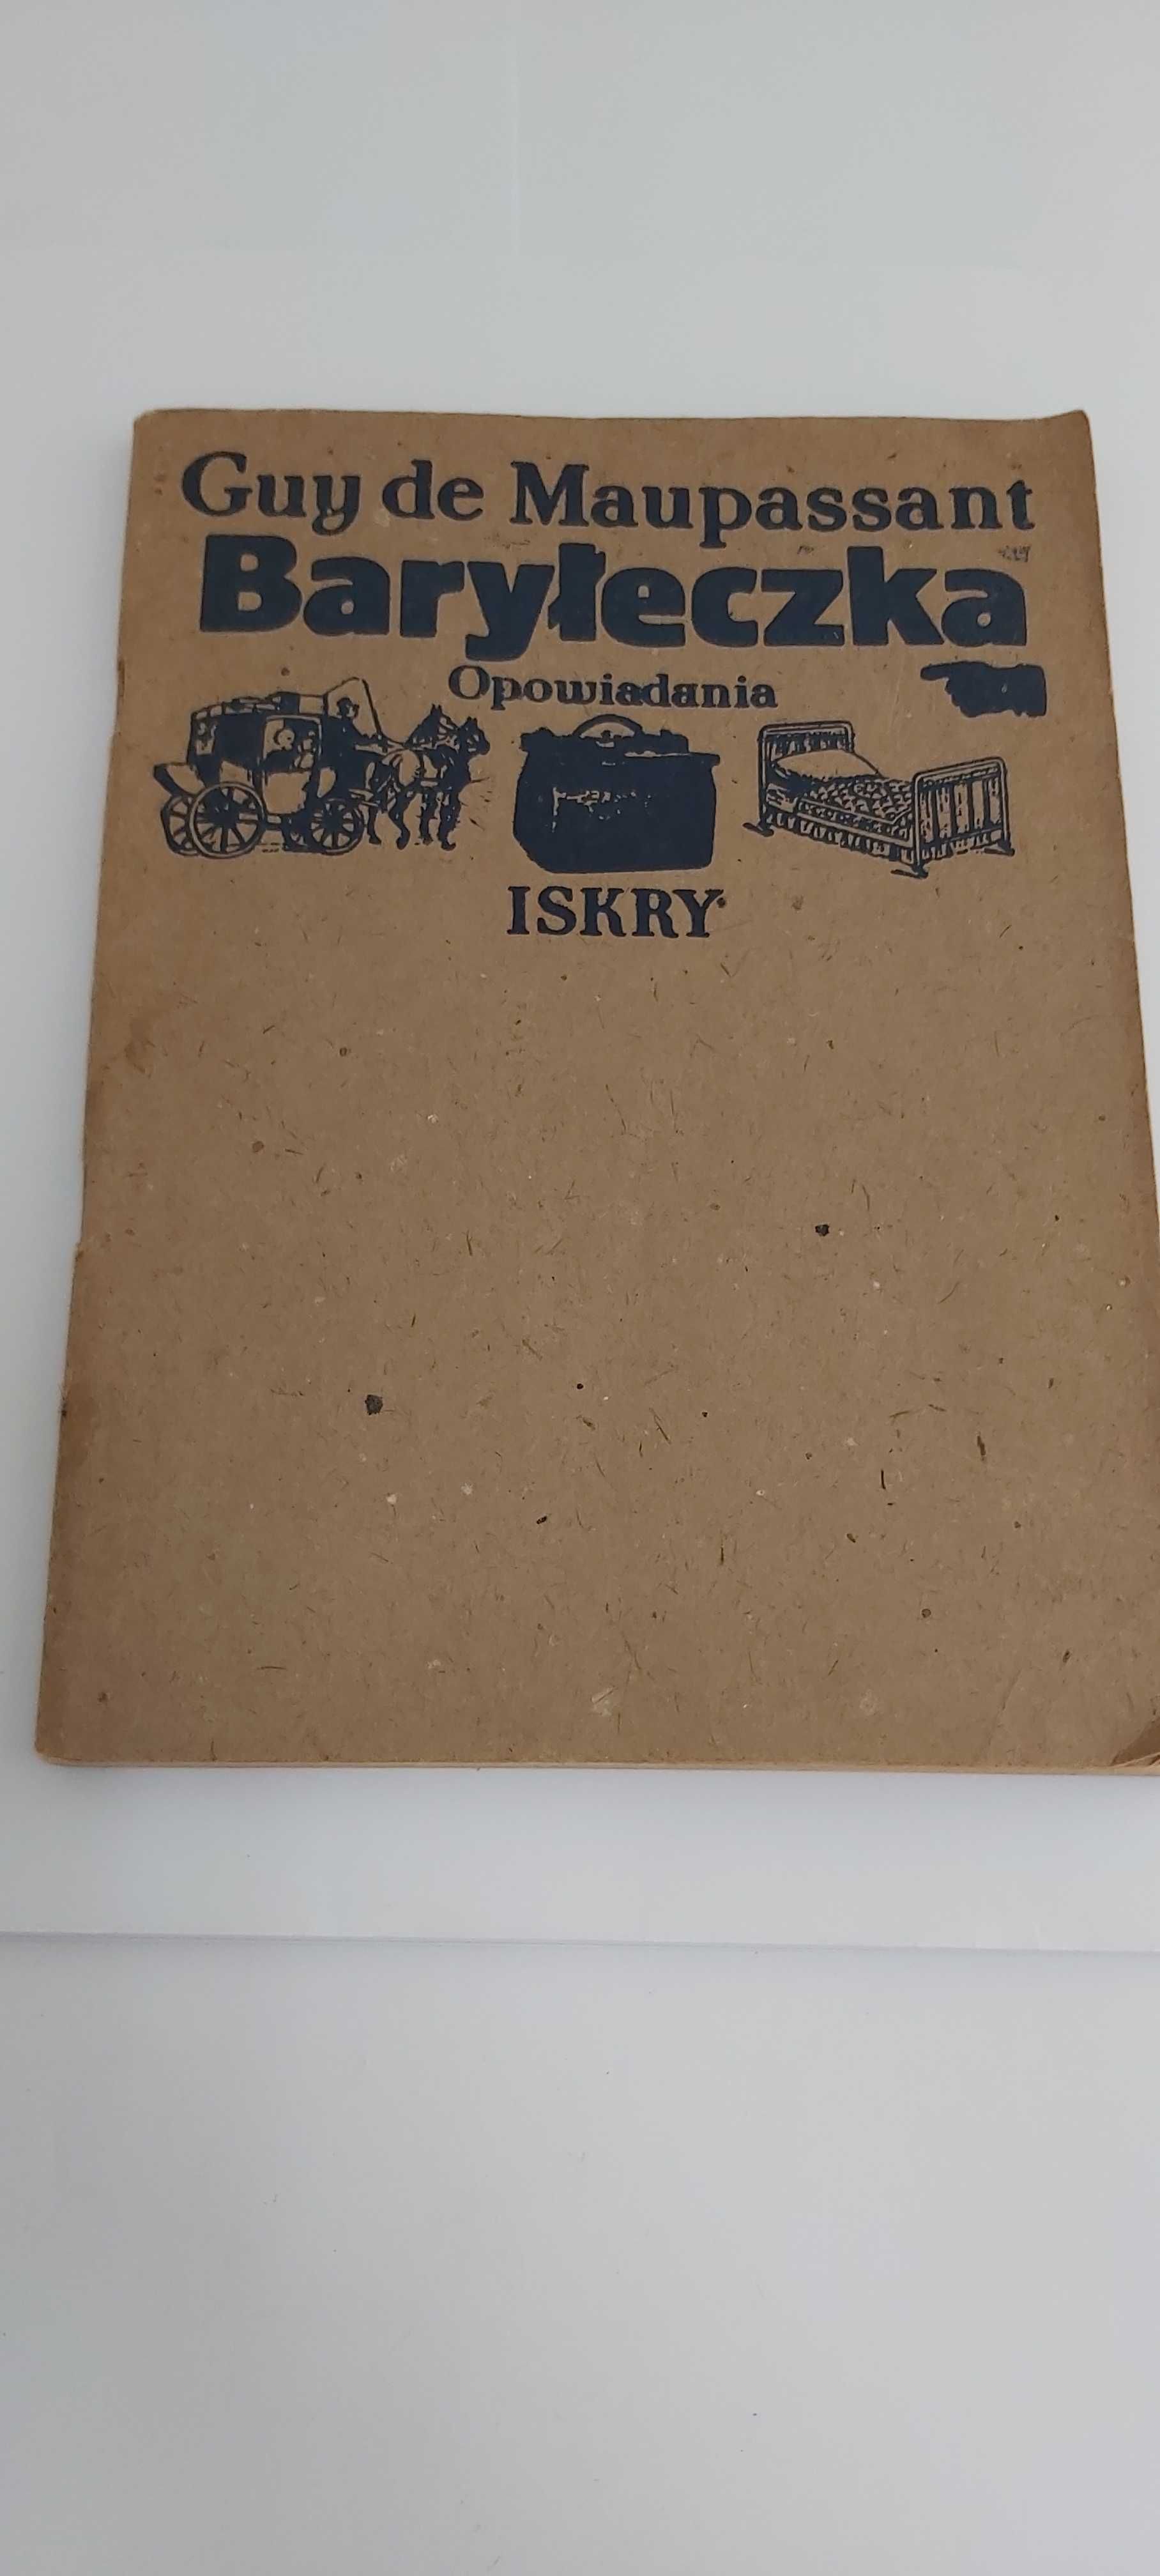 Guy de Maupassant
Baryłeczka
Opowiadania
ISKRY